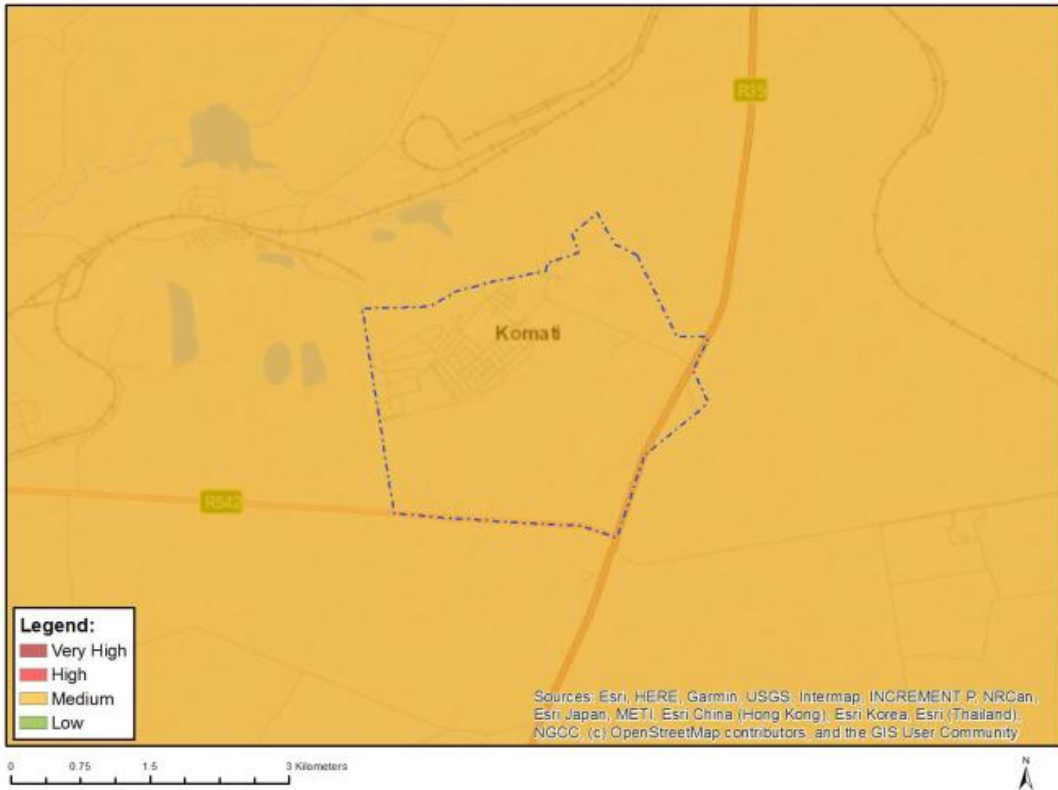 R35
Komati
R542
Legend:
Very High
High
Medium
Low
Sources: Esri, HERE, Garmin, USGS, Intermap, INCREMENT P, NRCan,
Esri Japan, METI, Esri China (Hong Kong), Esri Korea, Esri (Thailand),
NGCC, (c) OpenStreetMap contributors, and the GIS User Community
0 0.75 1.5 3 Kilometers
N